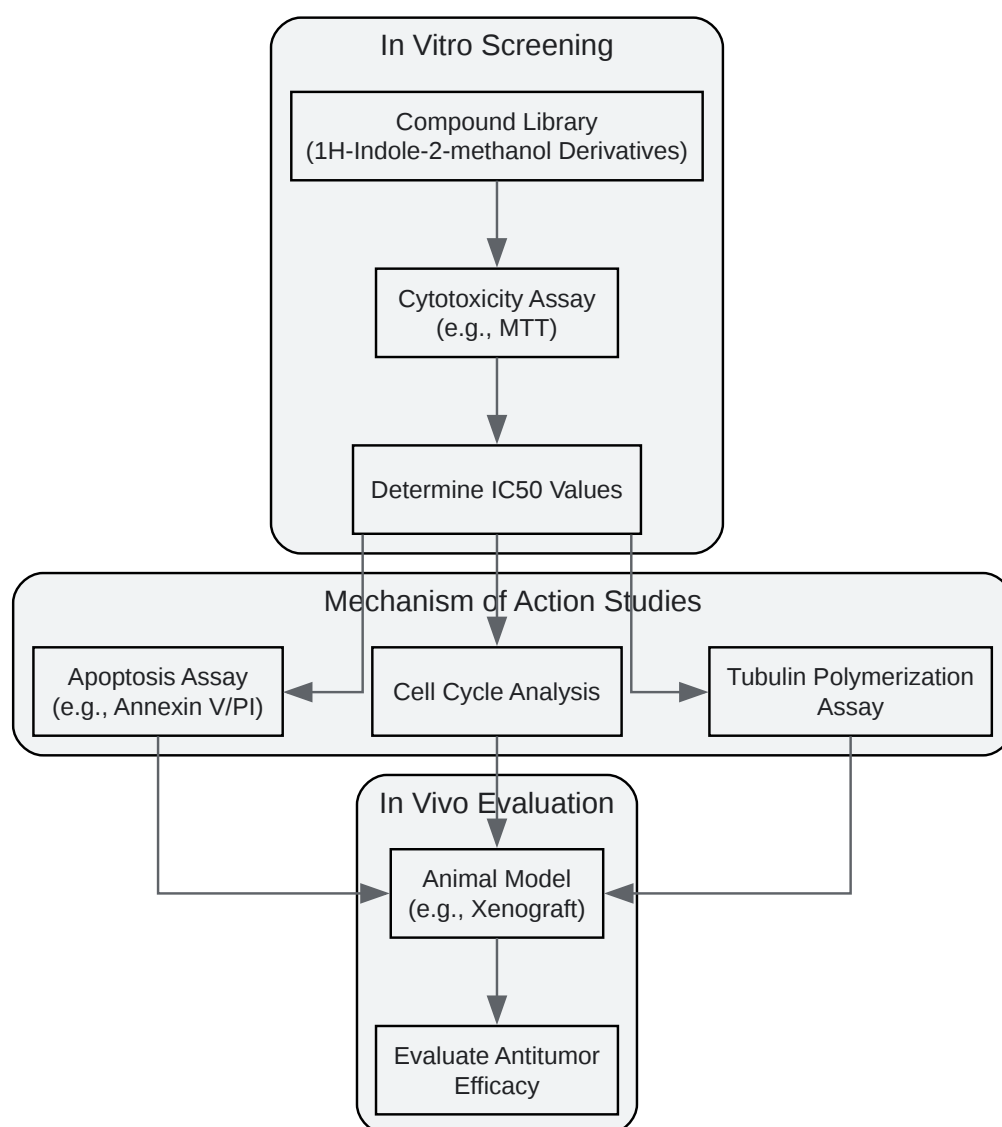 In Vitro Screening
Compound Library
(1H-Indole-2-methanol Derivatives)
Cytotoxicity Assay
(e.g., MTT)
Determine IC50 Values
Mechanism of Action Studies
Apoptosis Assay
(e.g., Annexin V/PI)
Cell Cycle Analysis
Tubulin Polymerization
Assay
In Vivo Evaluation
Animal Model
(e.g., Xenograft)
Evaluate Antitumor
Efficacy